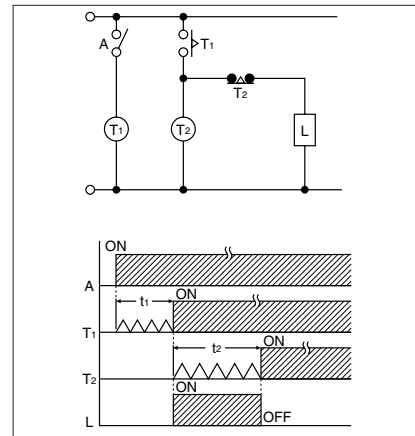 A T₁
T₂
T₁ T₂ L
ON
A
t₁ ON
T₁
t₂ ON
T₂
ON
L OFF